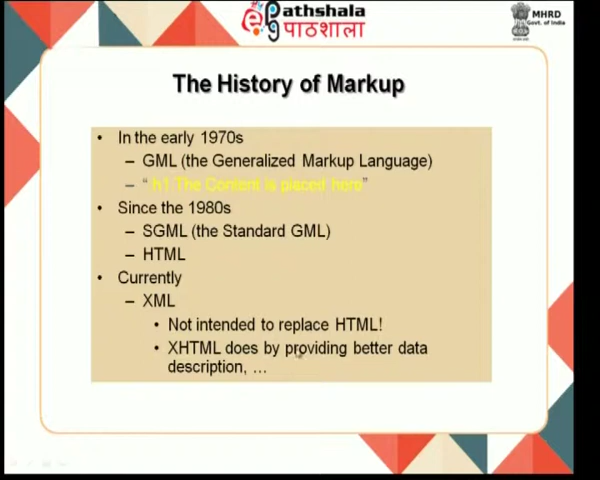 ePathshala
पाठशाला
MHRD
Govt. of India
The History of Markup
• In the early 1970s
– GML (the Generalized Markup Language)
– “.h1.The Content is placed here”
• Since the 1980s
– SGML (the Standard GML)
– HTML
• Currently
– XML
• Not intended to replace HTML!
• XHTML does by providing better data
description, …